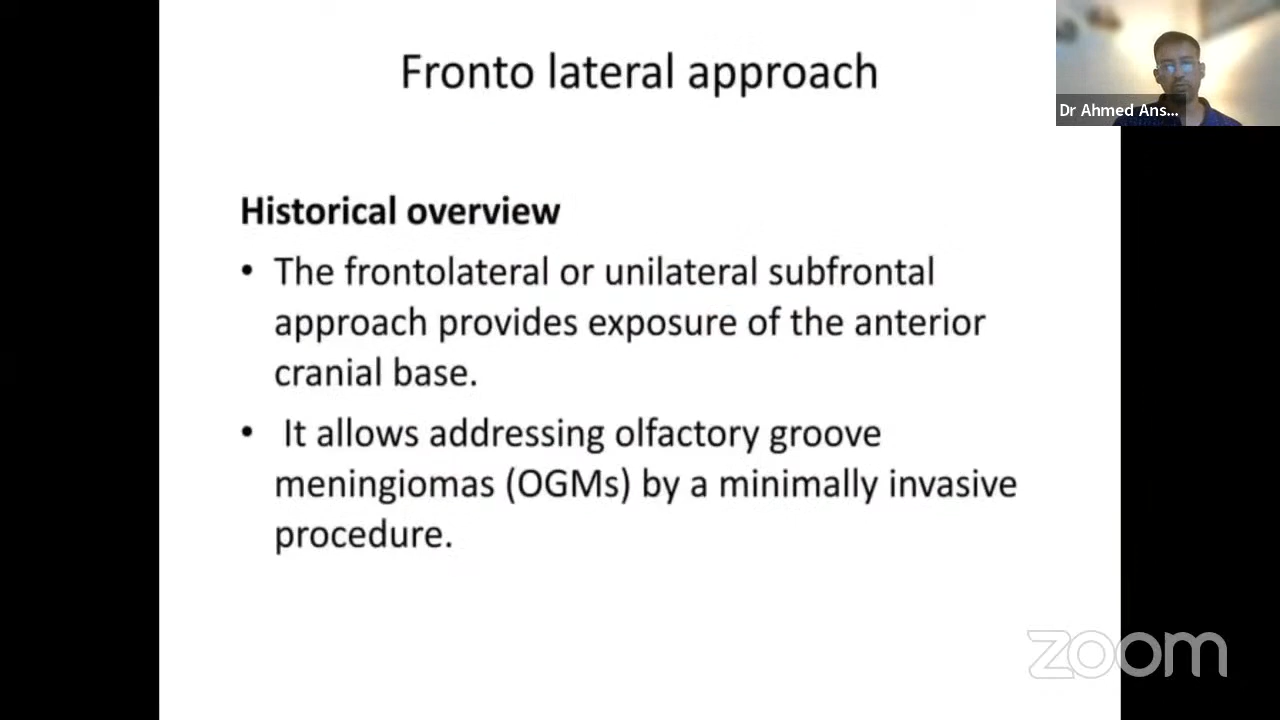 Fronto lateral approach
Dr Ahmed Ans...
Historical overview
• The frontolateral or unilateral subfrontal
approach provides exposure of the anterior
cranial base.
• It allows addressing olfactory groove
meningiomas (OGMs) by a minimally invasive
procedure.
zoom